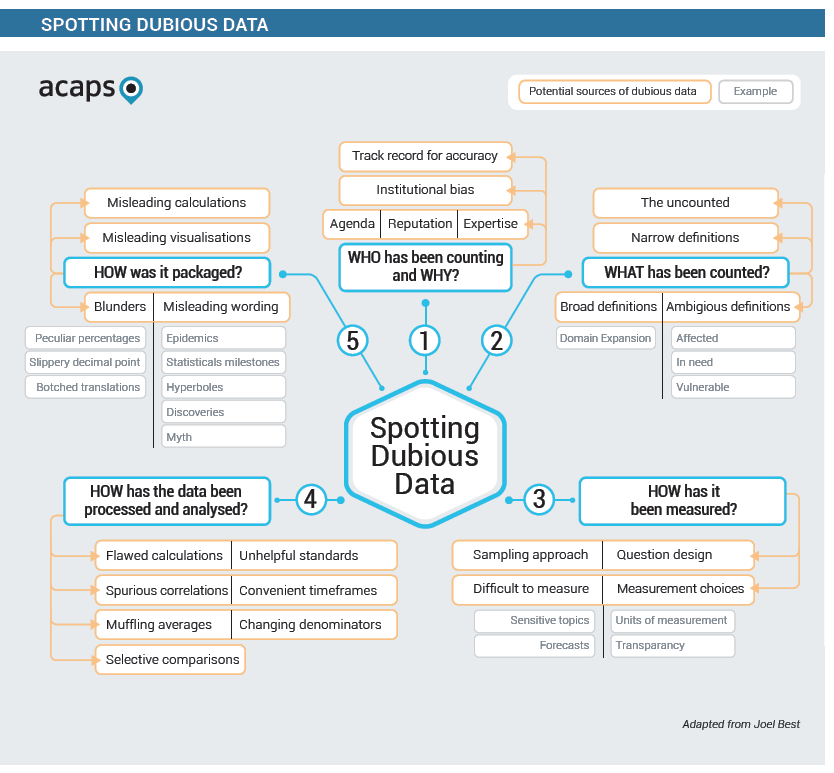 SPOTTING DUBIOUS DATA
acaps
Potential sources of dubious data
Example
Track record for accuracy
Institutional bias
Agenda
Reputation
Expertise
WHO has been counting
and WHY?
1
The uncounted
Narrow definitions
WHAT has been counted?
Broad definitions
Ambigious definitions
Domain Expansion
Affected
In need
Vulnerable
2
Misleading calculations
Misleading visualisations
HOW was it packaged?
Blunders
Misleading wording
Peculiar percentages
Slippery decimal point
Botched translations
Epidemics
Statisticals milestones
Hyperboles
Discoveries
Myth
5
Spotting
Dubious
Data
HOW has the data been
processed and analysed?
4
Flawed calculations
Unhelpful standards
Spurious correlations
Convenient timeframes
Muffling averages
Changing denominators
Selective comparisons
3
HOW has it
been measured?
Sampling approach
Question design
Difficult to measure
Measurement choices
Sensitive topics
Forecasts
Units of measurement
Transparancy
Adapted from Joel Best